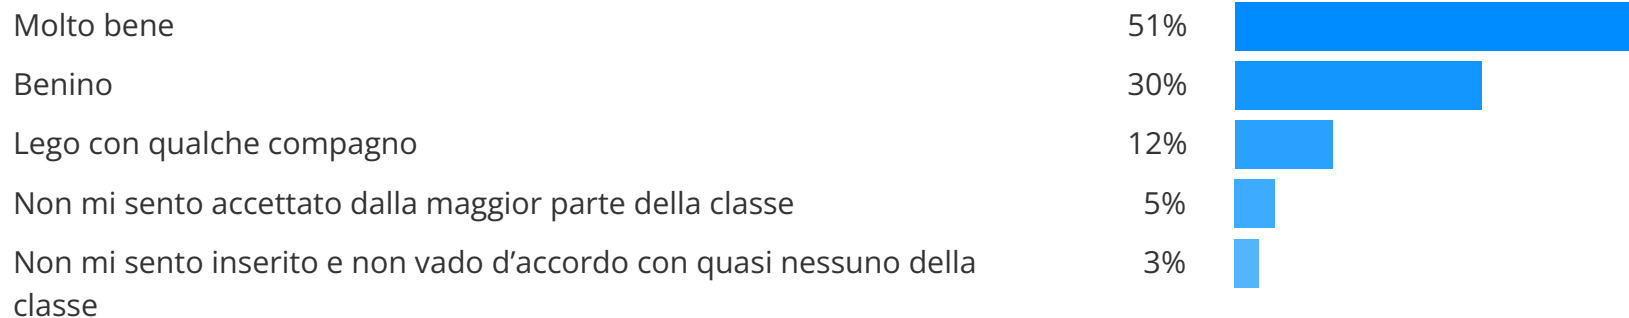 Molto bene 51%
Benino 30%
Lego con qualche compagno 12%
Non mi sento accettato dalla maggior parte della classe 5%
Non mi sento inserito e non vado d’accordo con quasi nessuno della 3%
classe